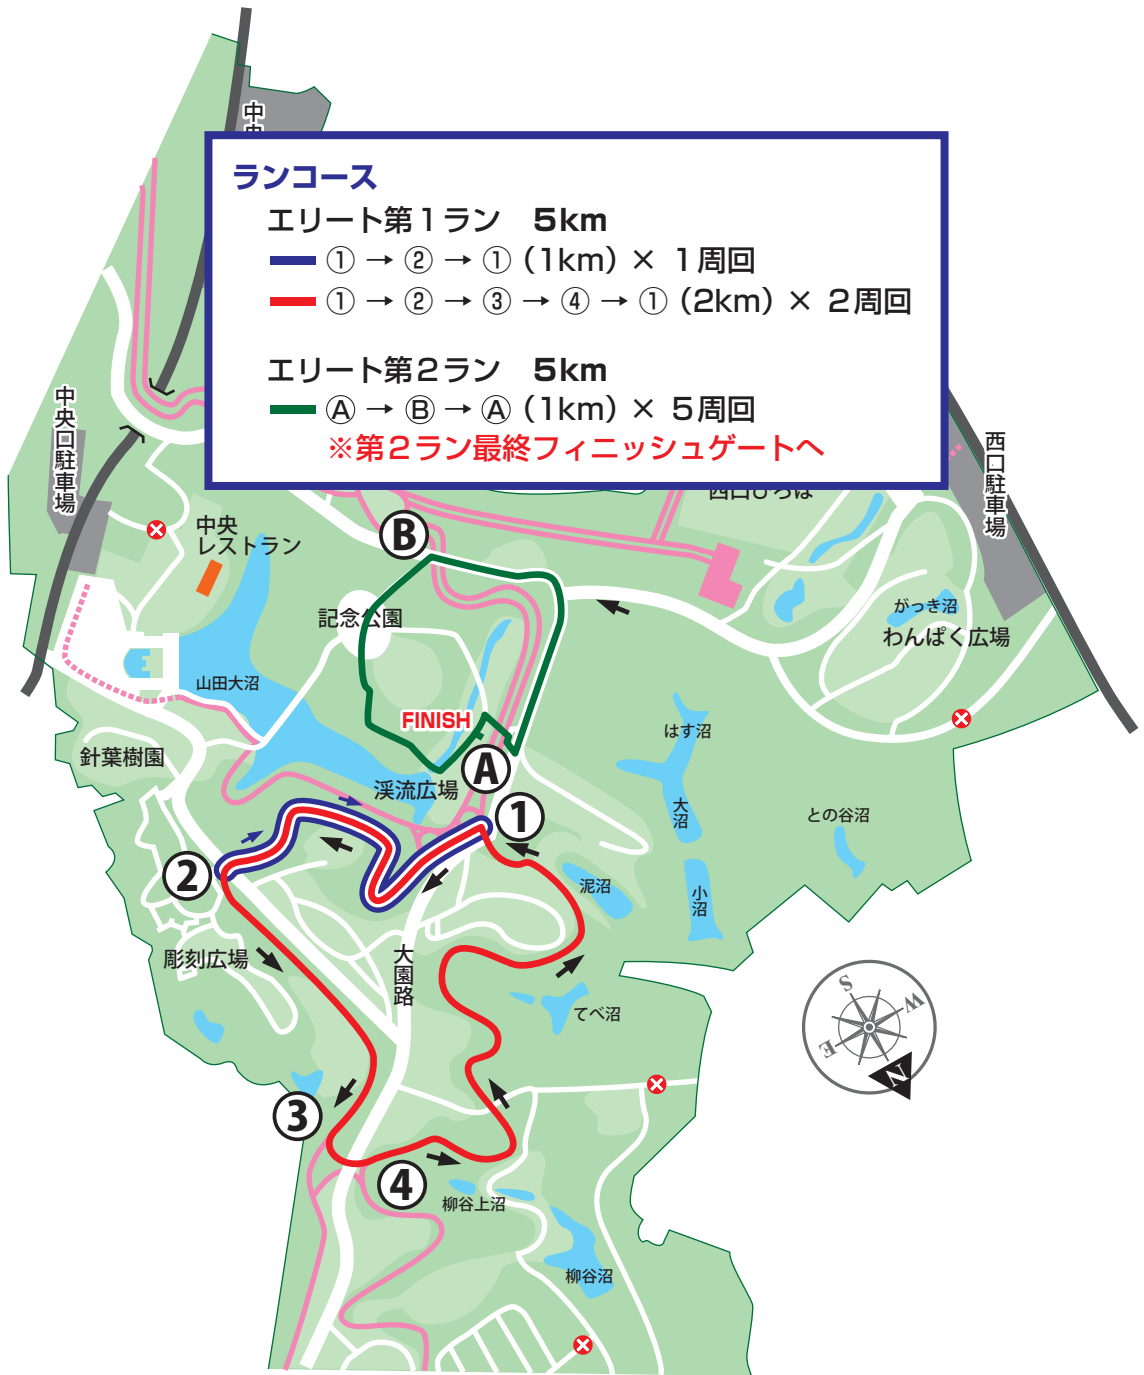 中央
ランコース
エリート第1ラン 5km
① → ② → ① (1km) × 1周回
① → ② → ③ → ④ → ① (2km) × 2周回
エリート第2ラン 5km
Ⓐ → Ⓑ → Ⓐ (1km) × 5周回
※第2ラン最終フィニッシュゲートへ
中央口駐車場
西口駐車場
西口ひろば
B
中央
レストラン
記念公園
がっき沼
わんぱく広場
山田大沼
FINISH
はす沼
針葉樹園
A
渓流広場
1
大沼
との谷沼
2
泥沼
小沼
彫刻広場
大園路
てべ沼
S
W
E
N
3
4
柳谷上沼
柳谷沼